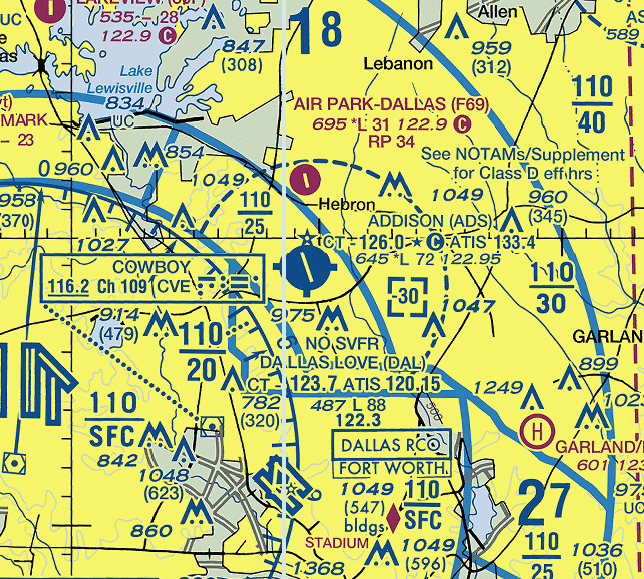 LAKEVIEW (30F)
535 - 28
122.9 C
UC
847
(308)
18
Allen
959
(312)
589
Lebanon
Lake
Lewisville
834
UC
110
40
MARK
- 23
AIR PARK-DALLAS (F69)
695 *L 31 122.9 C
RP 34
854
See NOTAMs/Supplement
for Class D eff hrs
0960
1049
1049
960
(345)
958
(370)
110
25
Hebron
ADDISON (ADS)
CT - 126.0 ★ C ATIS 133.4
645 *L 72 122.95
1027
COWBOY
116.2 Ch 109 CVE
30
110
30
1047
914
(479)
975
GARLAN
110
20
NO SVFR
DALLAS LOVE (DAL)
CT - 123.7 ATIS 120.15
487 L 88
122.3
899
1249
782
(320)
110
SFC
842
DALLAS RCO
FORT WORTH
H
GARLAND/
601
1048
(623)
1049
(547)
bldgs
110
SFC
27
97
UC
860
STADIUM
1049
(596)
110
25
1036
(510)
1368